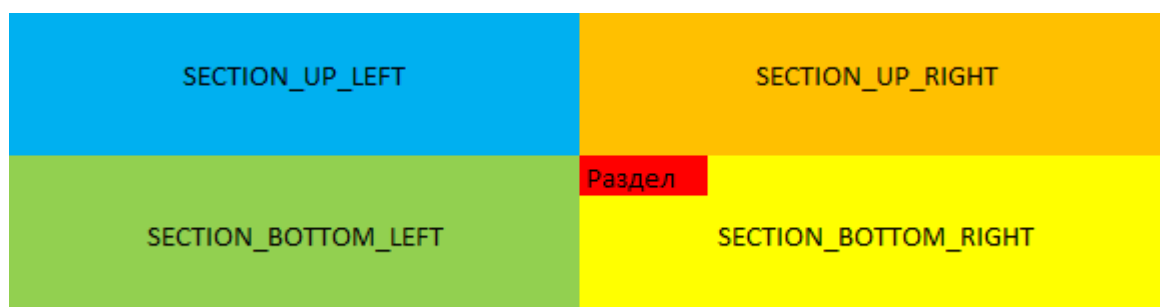 SECTION_UP_LEFT
SECTION_UP_RIGHT
Раздел
SECTION_BOTTOM_LEFT
SECTION_BOTTOM_RIGHT